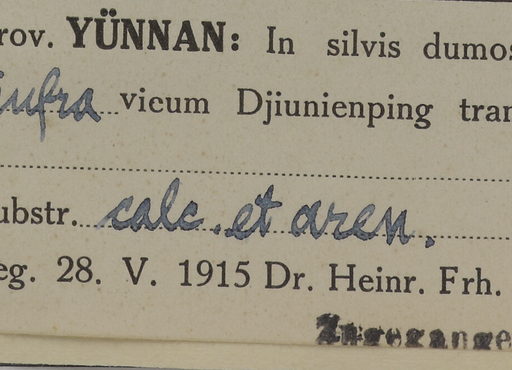 rov. YÜNNAN: In silvis dumos
infra vicum Djiunienping tran
ubstr. calc. et aren.
eg. 28. V. 1915 Dr. Heinr. Frh.
Zugegange